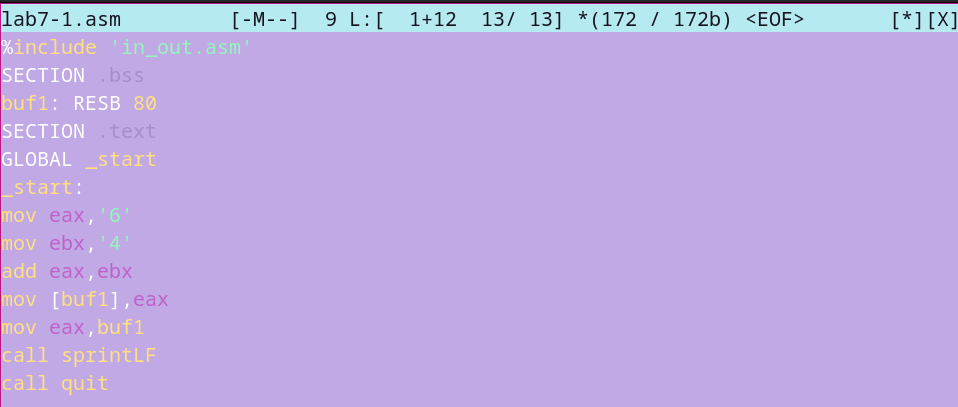 lab7-1.asm [-M--] 9 L:[ 1+12 13/ 13] *(172 / 172b) <EOF> [*][X]
%include 'in_out.asm'
SECTION .bss
buf1: RESB 80
SECTION .text
GLOBAL _start
_start:
mov eax,'6'
mov ebx,'4'
add eax,ebx
mov [buf1],eax
mov eax,buf1
call sprintLF
call quit